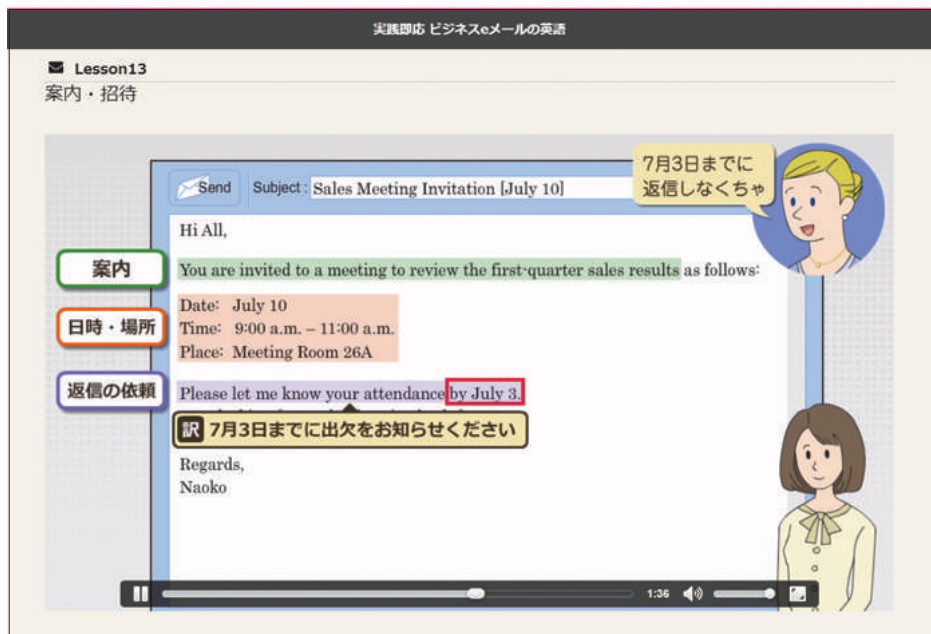 実践即応 ビジネスeメールの英語
Lesson13
案内・招待
7月3日までに
返信しなくちゃ
Send Subject : Sales Meeting Invitation [July 10]
Hi All,
案内
You are invited to a meeting to review the first-quarter sales results as follows:
日時・場所
Date: July 10
Time: 9:00 a.m. – 11:00 a.m.
Place: Meeting Room 26A
返信の依頼
Please let me know your attendance by July 3.
訳 7月3日までに出欠をお知らせください
Regards,
Naoko
1:36